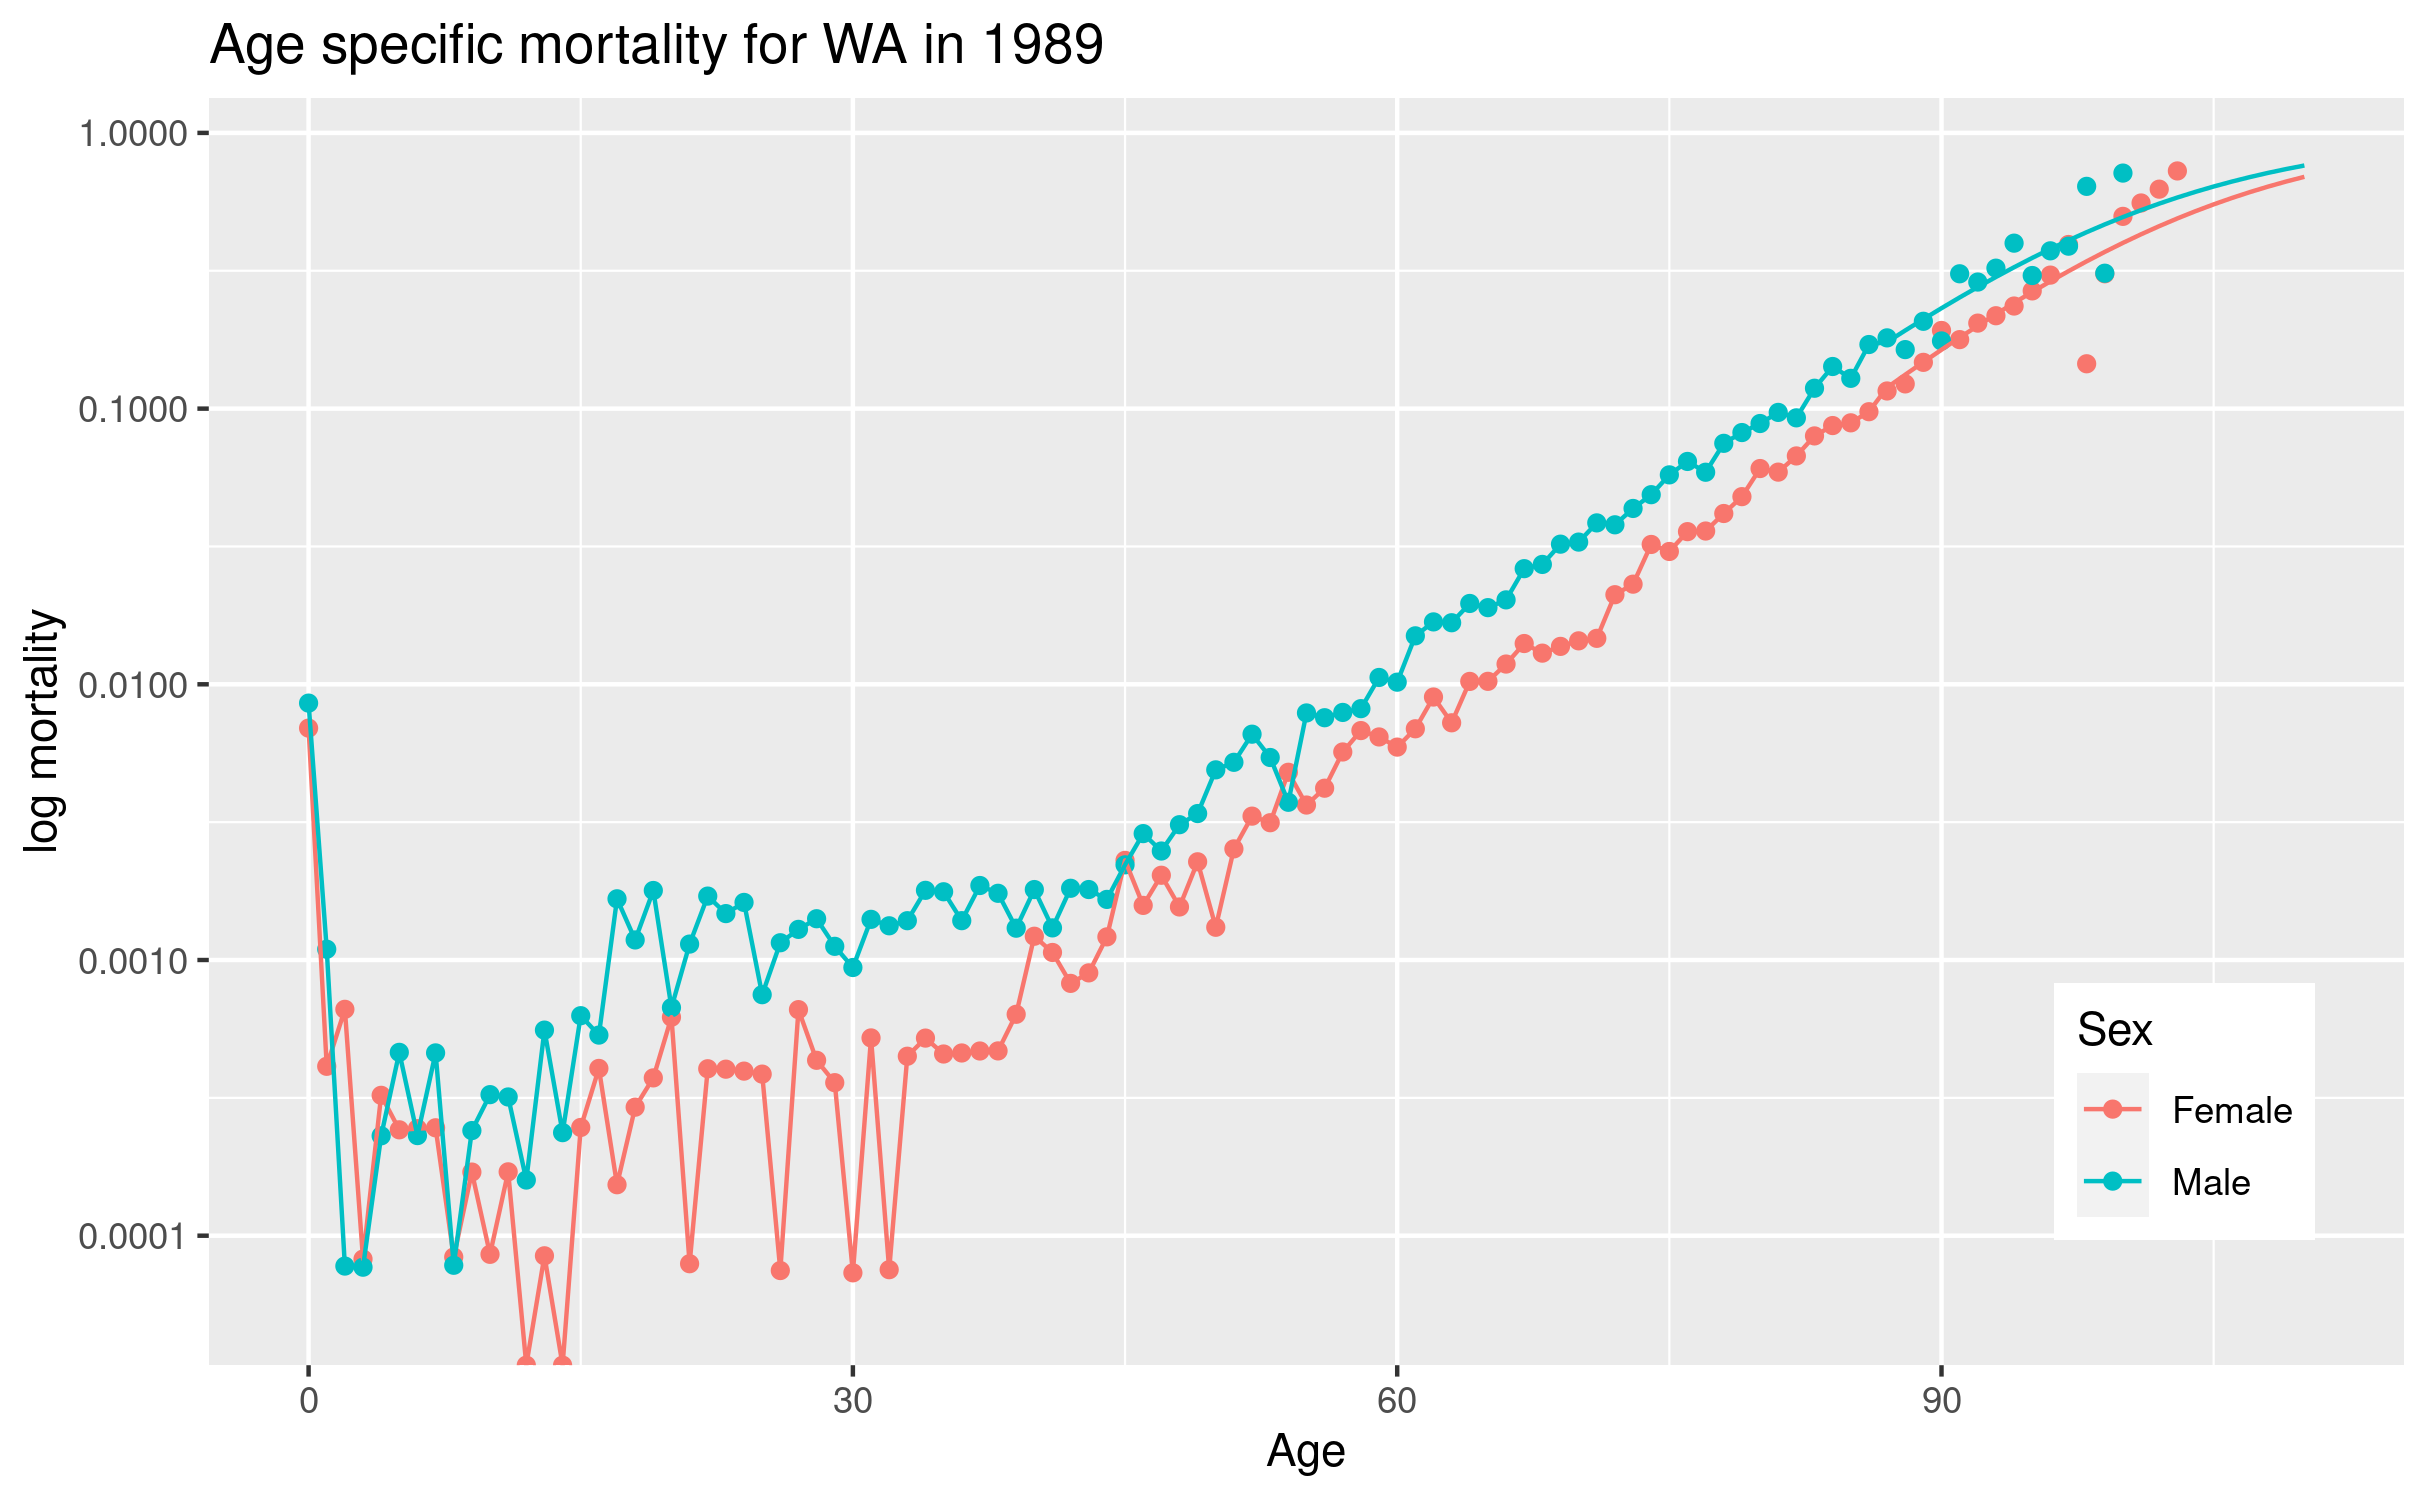 Age specific mortality for WA in 1989
1.0000
0.1000
0.0100
0.0010
0.0001
log mortality
0
30
60
90
Age
Sex
Female
Male